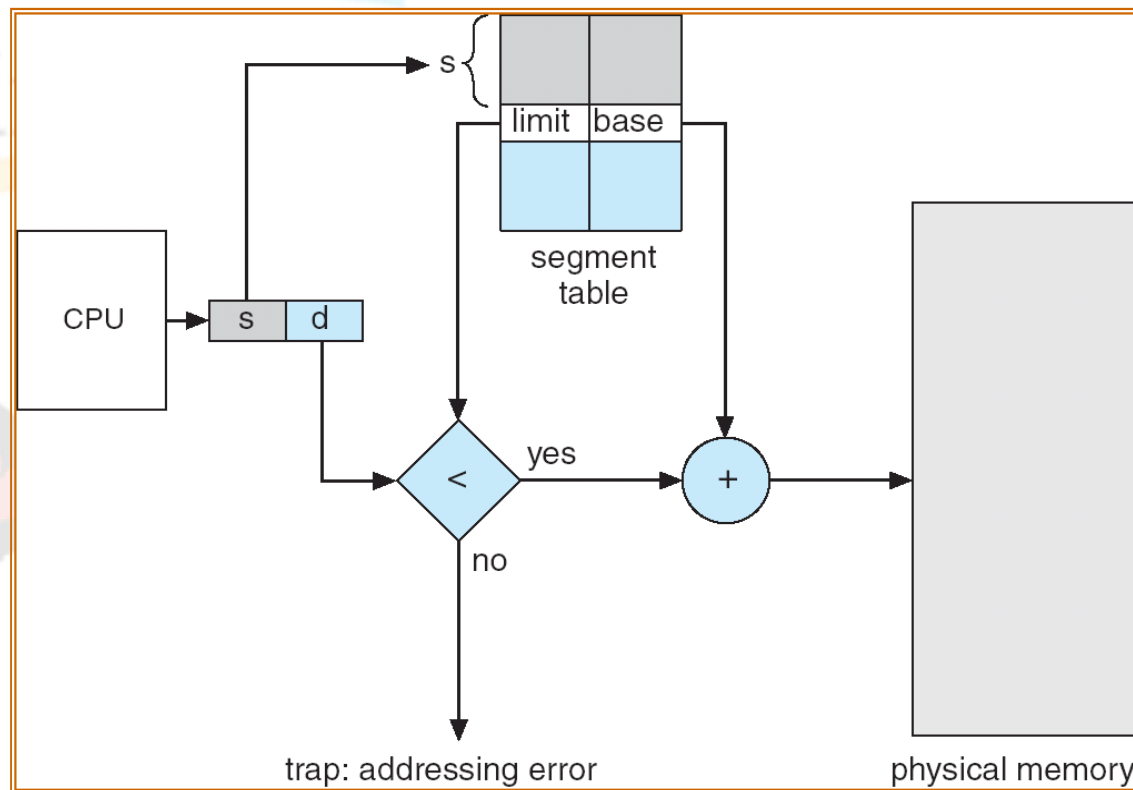 s
limit base
segment
table
CPU
s d
<
yes
+
no
trap: addressing error
physical memory